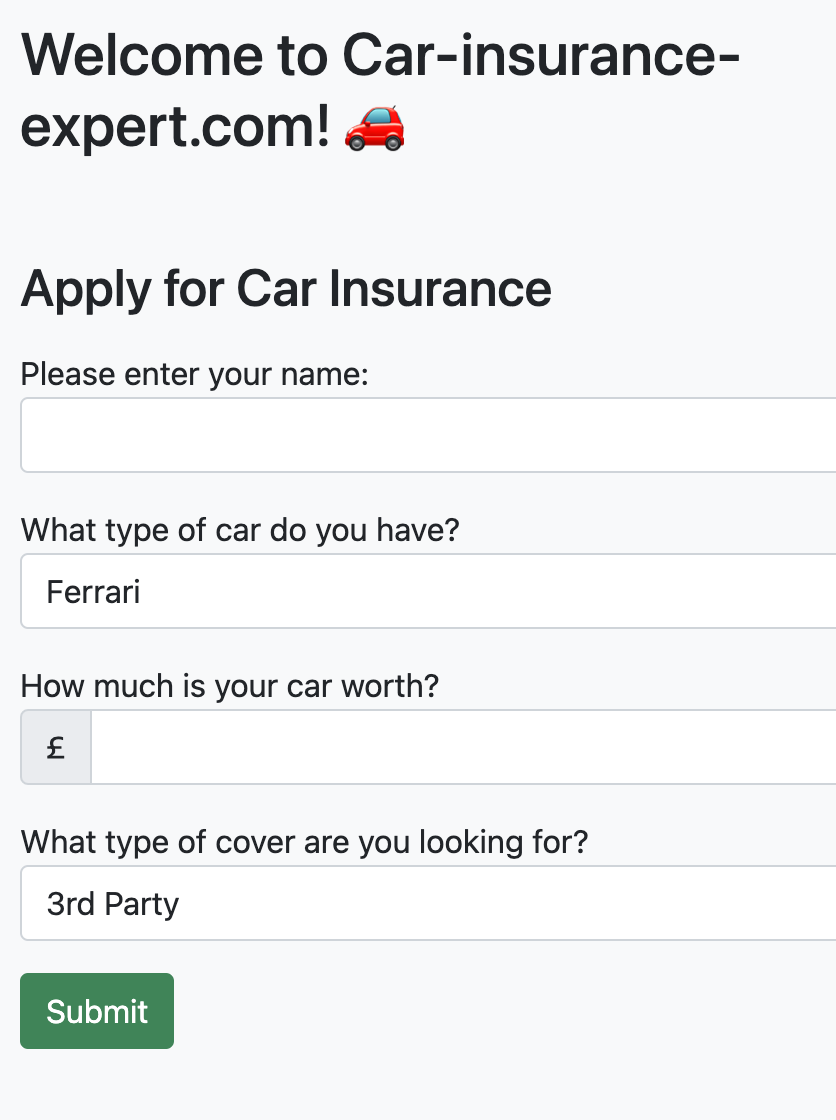 Welcome to Car-insurance-
expert.com! 🚗
Apply for Car Insurance
Please enter your name:
What type of car do you have?
Ferrari
How much is your car worth?
£
What type of cover are you looking for?
3rd Party
Submit